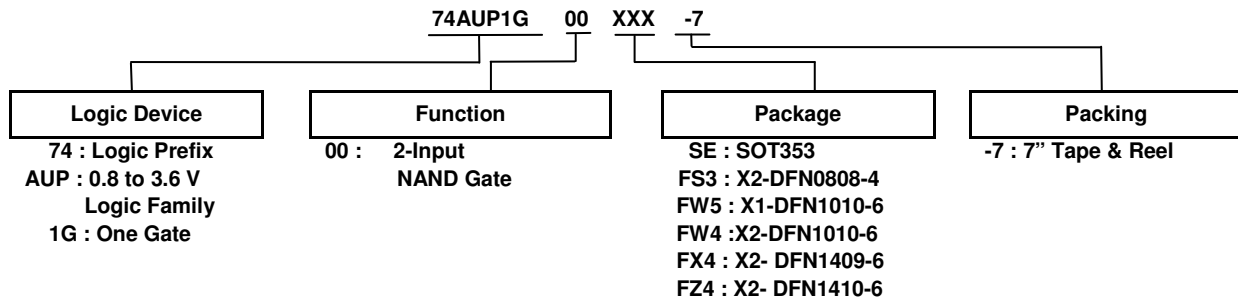 74AUP1G 00 XXX -7
Logic Device
74 : Logic Prefix
AUP : 0.8 to 3.6 V
Logic Family
1G : One Gate
Function
00 : 2-Input
NAND Gate
Package
SE : SOT353
FS3 : X2-DFN0808-4
FW5 : X1-DFN1010-6
FW4 :X2-DFN1010-6
FX4 : X2- DFN1409-6
FZ4 : X2- DFN1410-6
Packing
-7 : 7” Tape & Reel